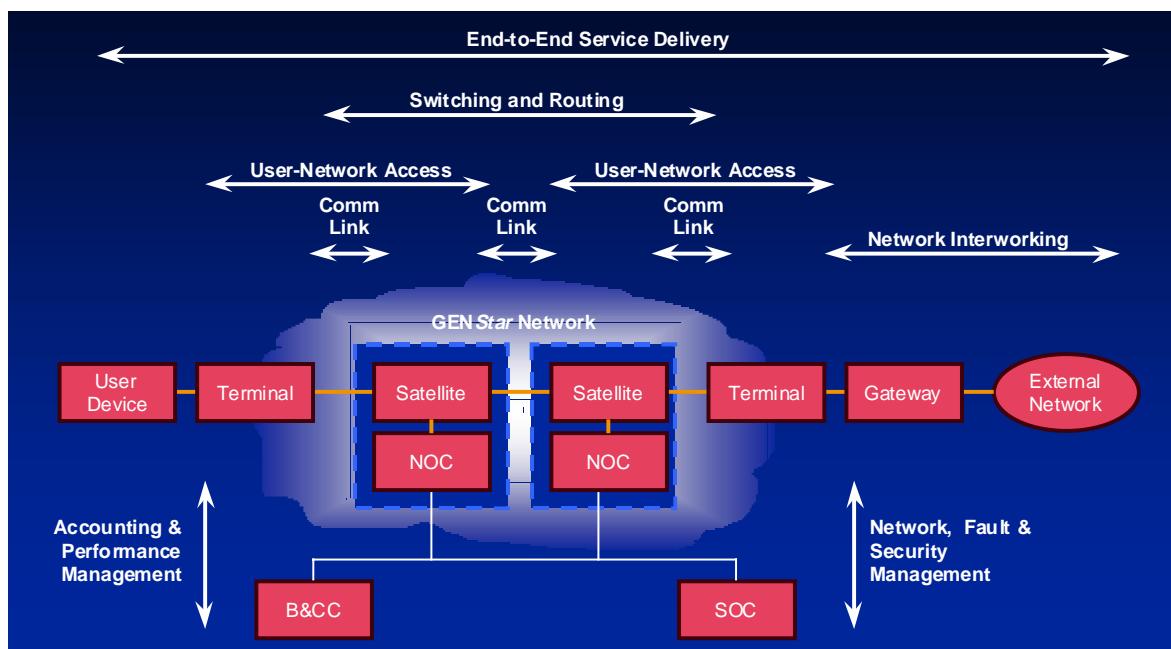 End-to-End Service Delivery
Switching and Routing
User-Network Access
User-Network Access
Comm
Link
Comm
Link
Comm
Link
Network Interworking
GENStar Network
User
Device
Terminal
Satellite
Satellite
Terminal
Gateway
External
Network
NOC
NOC
Accounting &
Performance
Management
Network, Fault &
Security
Management
B&CC
SOC